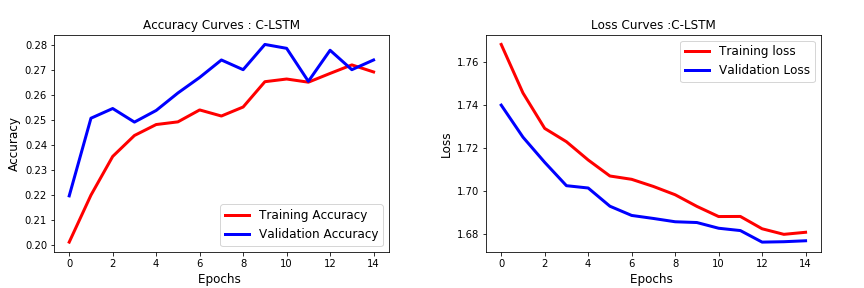 Accuracy Curves : C-LSTM
0.28
0.27
0.26
0.25
0.24
0.23
0.22
0.21
0.20
Accuracy
Training Accuracy
Validation Accuracy
0 2 4 6 8 10 12 14
Epochs
Loss Curves :C-LSTM
1.76
1.74
1.72
1.70
1.68
Loss
Training loss
Validation Loss
0 2 4 6 8 10 12 14
Epochs